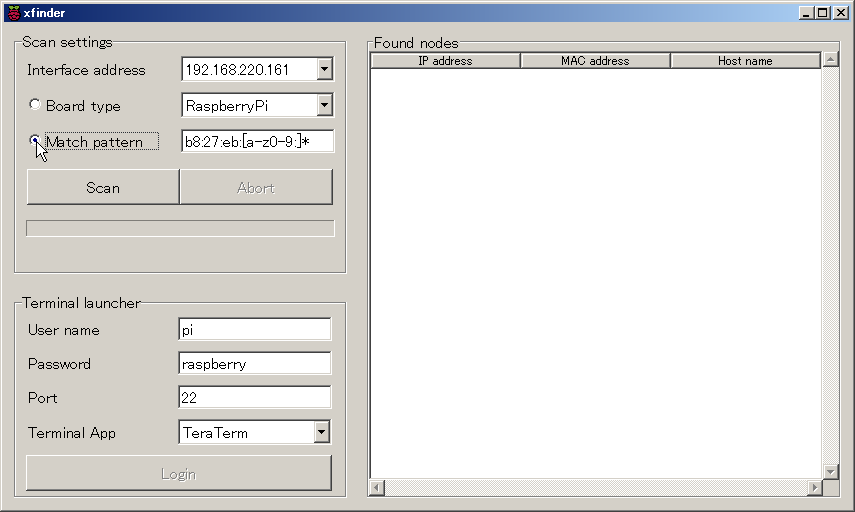 xfinder
Scan settings
Interface address 192.168.220.161
Board type RaspberryPi
Match pattern b8:27:eb:[a-z0-9:]*
Scan Abort
Terminal launcher
User name pi
Password raspberry
Port 22
Terminal App TeraTerm
Login
Found nodes
IP address MAC address Host name